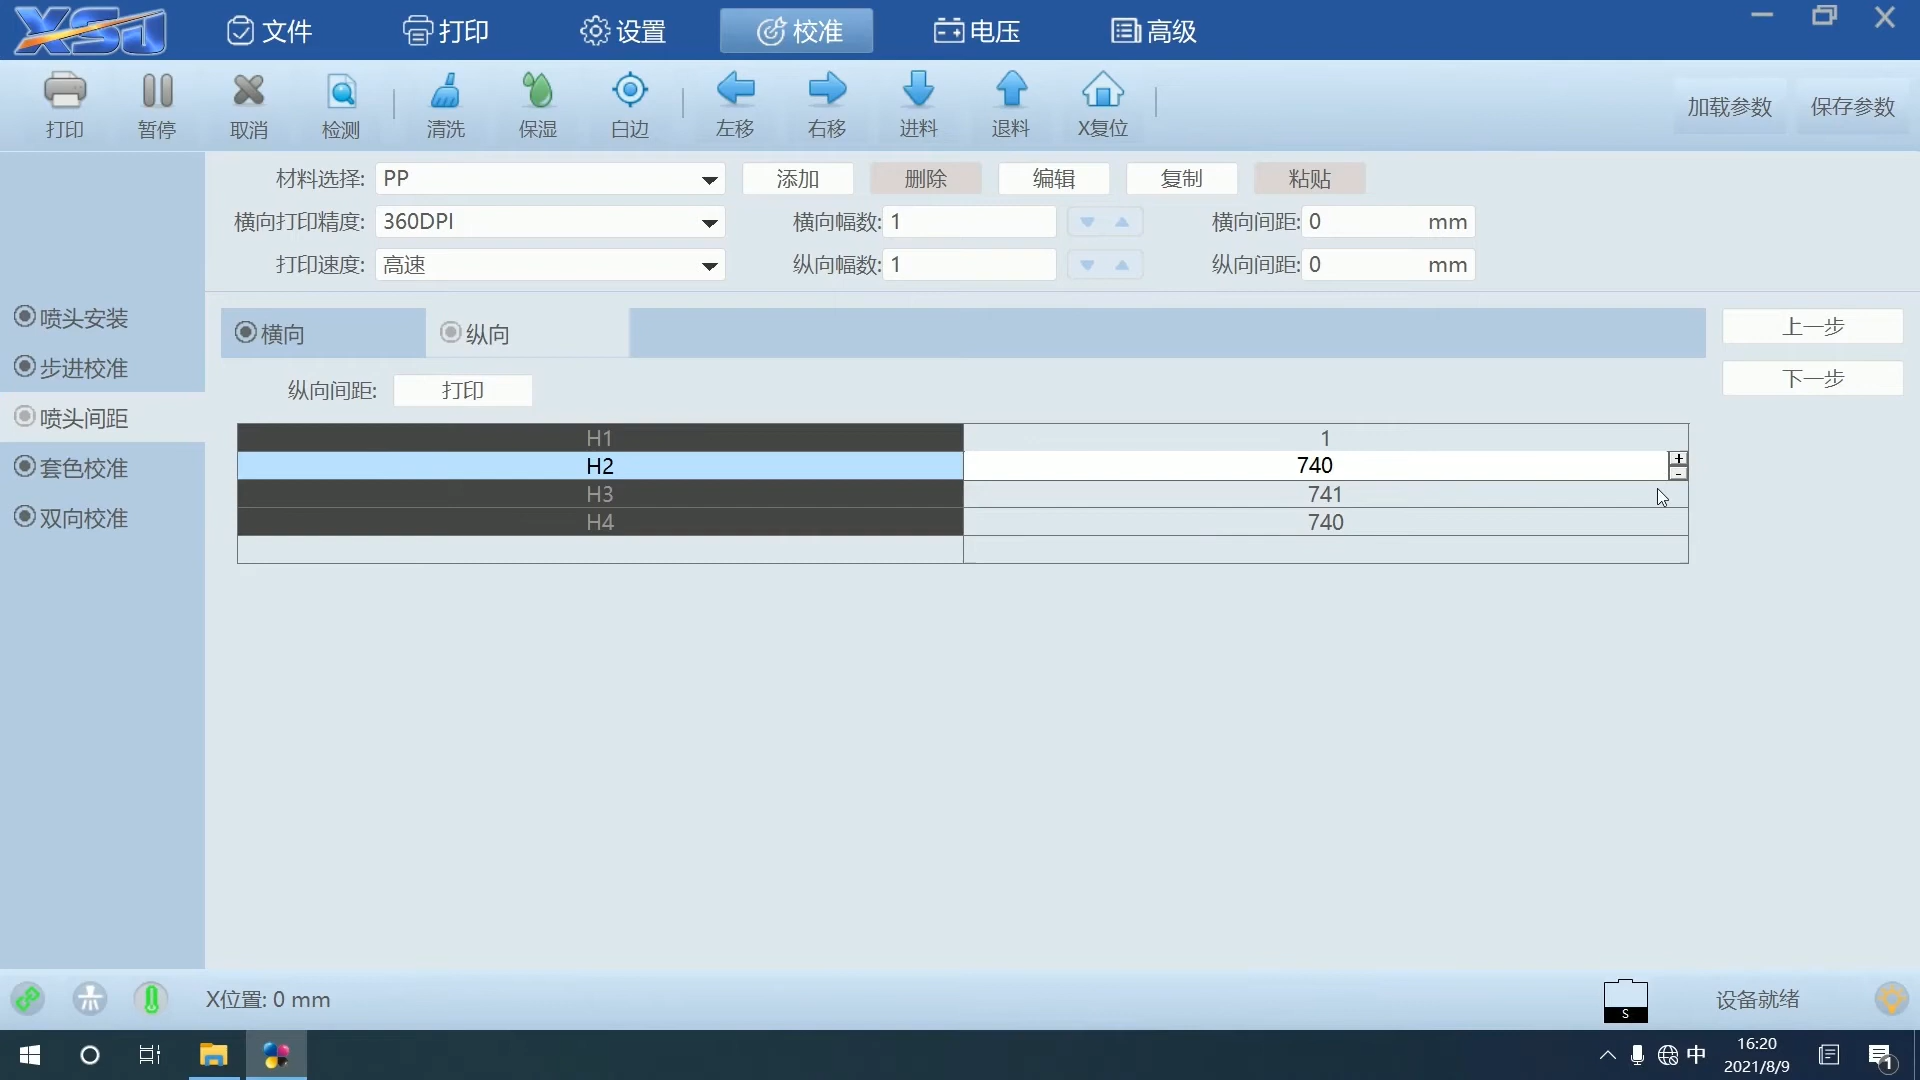 XSJ 文件 打印 设置 校准 电压 高级
打印 暂停 取消 检测 清洗 保湿 白边 左移 右移 进料 退料 X复位 加载参数 保存参数
材料选择: PP 添加 删除 编辑 复制 粘贴
横向打印精度: 360DPI 横向幅数: 1 横向间距: 0 mm
打印速度: 高速 纵向幅数: 1 纵向间距: 0 mm
喷头安装
步进校准
喷头间距
套色校准
双向校准
横向 纵向
上一步
下一步
纵向间距: 打印
H1 1
H2 740 + -
H3 741
H4 740
X位置: 0 mm S 设备就绪
中 16:20
2021/8/9
1